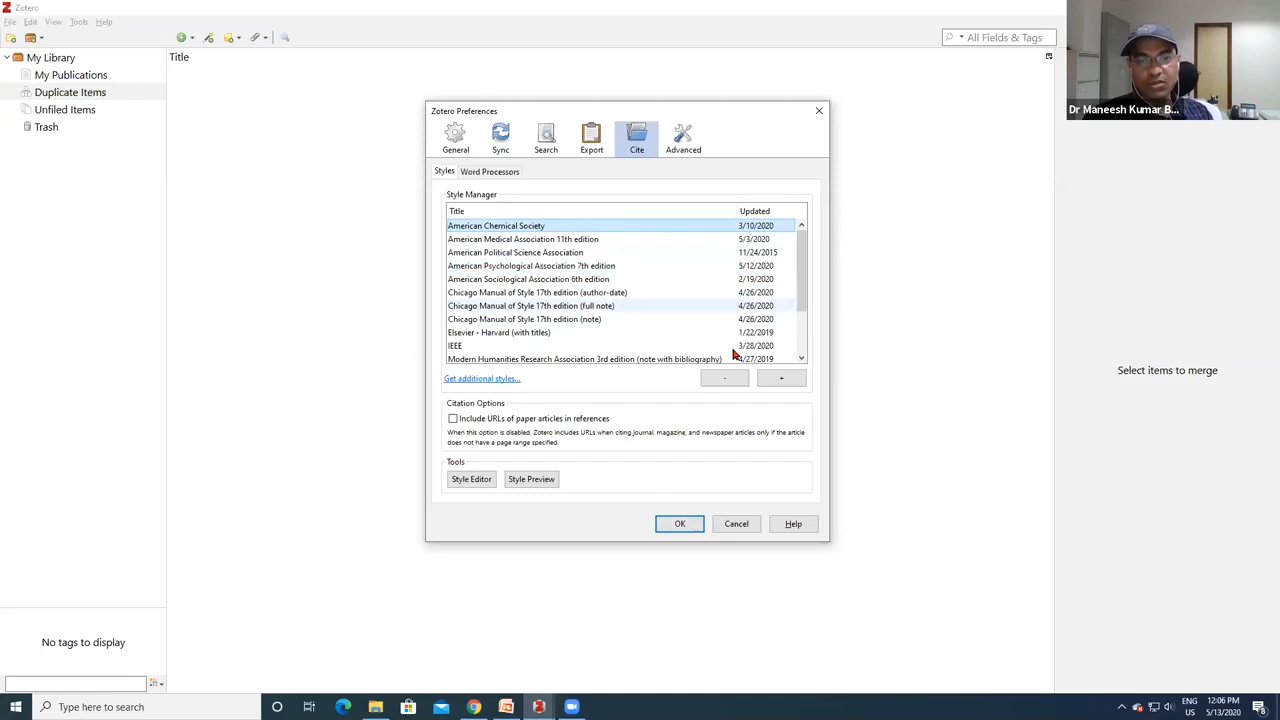 Zotero
File Edit View Tools Help
All Fields & Tags
My Library
My Publications
Duplicate Items
Unfiled Items
Trash
Title
Dr Maneesh Kumar B...
Zotero Preferences
General Sync Search Export Cite Advanced
Styles Word Processors
Style Manager
Title Updated
American Chemical Society 3/10/2020
American Medical Association 11th edition 5/3/2020
American Political Science Association 11/24/2015
American Psychological Association 7th edition 5/12/2020
American Sociological Association 6th edition 2/19/2020
Chicago Manual of Style 17th edition (author-date) 4/26/2020
Chicago Manual of Style 17th edition (full note) 4/26/2020
Chicago Manual of Style 17th edition (note) 4/26/2020
Elsevier - Harvard (with titles) 1/22/2019
IEEE 3/28/2020
Modern Humanities Research Association 3rd edition (note with bibliography) 4/27/2019
Get additional styles... - +
Citation Options
Include URLs of paper articles in references
When this option is disabled, Zotero includes URLs when citing journal, magazine, and newspaper articles only if the article
does not have a page range specified.
Tools
Style Editor Style Preview
OK Cancel Help
Select items to merge
No tags to display
Type here to search
ENG
US
12:06 PM
5/13/2020
8